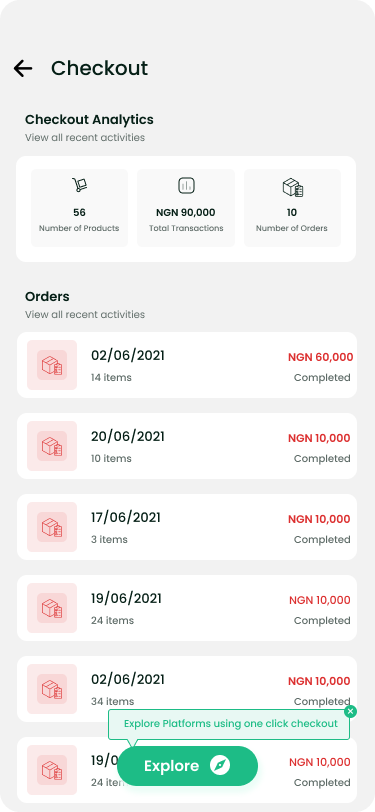 Checkout
Checkout Analytics
View all recent activities
56
Number of Products
NGN 90,000
Total Transactions
10
Number of Orders
Orders
View all recent activities
02/06/2021
NGN 60,000
14 items
Completed
20/06/2021
NGN 10,000
10 items
Completed
17/06/2021
NGN 10,000
3 items
Completed
19/06/2021
NGN 10,000
24 items
Completed
02/06/2021
NGN 10,000
34 items
Completed
Explore Platforms using one click checkout
19/0
NGN 10,000
Explore
24 iter
Completed